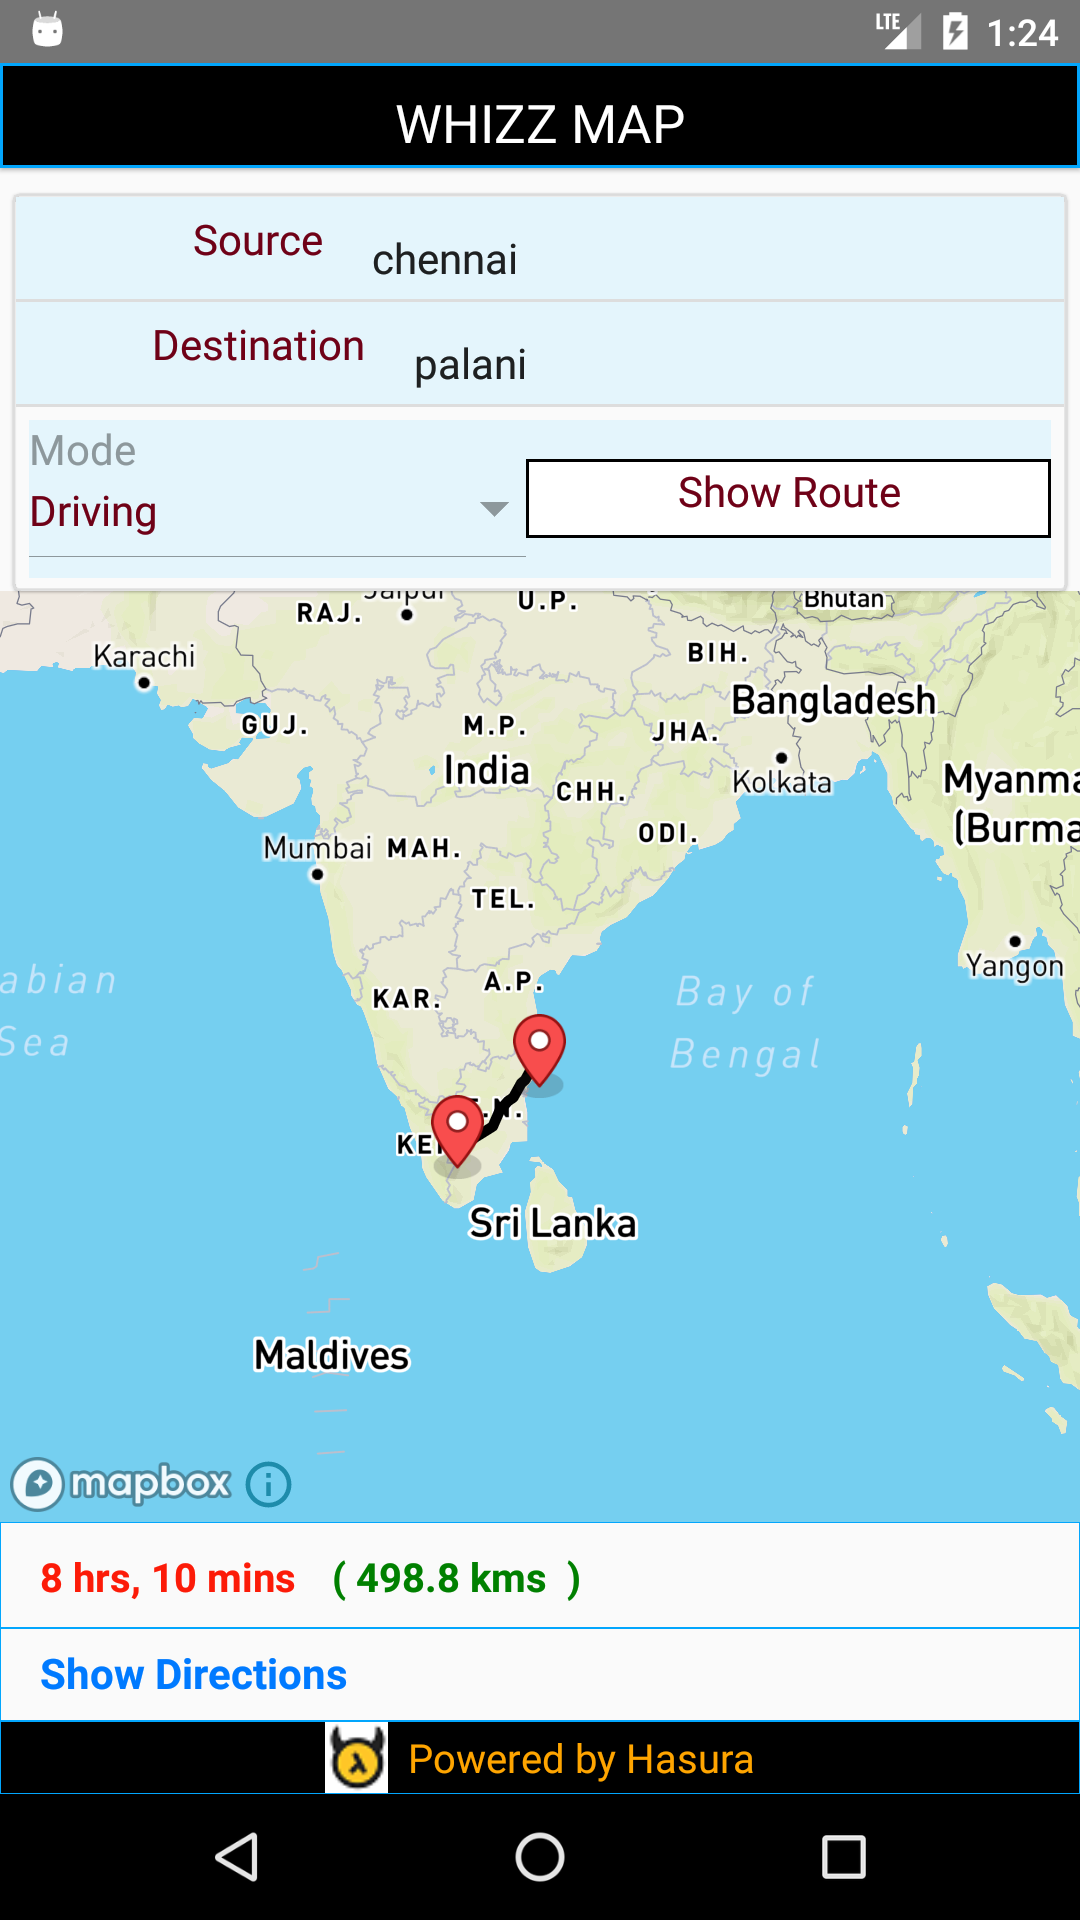 LTE 1:24
WHIZZ MAP
Source chennai
Destination palani
Mode
Driving
Show Route
Jaipur
RAJ.
U.P.
Bhutan
Karachi
BIH.
Bangladesh
GUJ.
M.P.
JHA.
India
Kolkata
CHH.
Myanma
(Burma
ODI.
Mumbai MAH.
TEL.
Yangon
abian
Sea
A.P.
KAR.
Bay of
Bengal
.N.
KE
Sri Lanka
Maldives
mapbox
8 hrs, 10 mins ( 498.8 kms )
Show Directions
Powered by Hasura